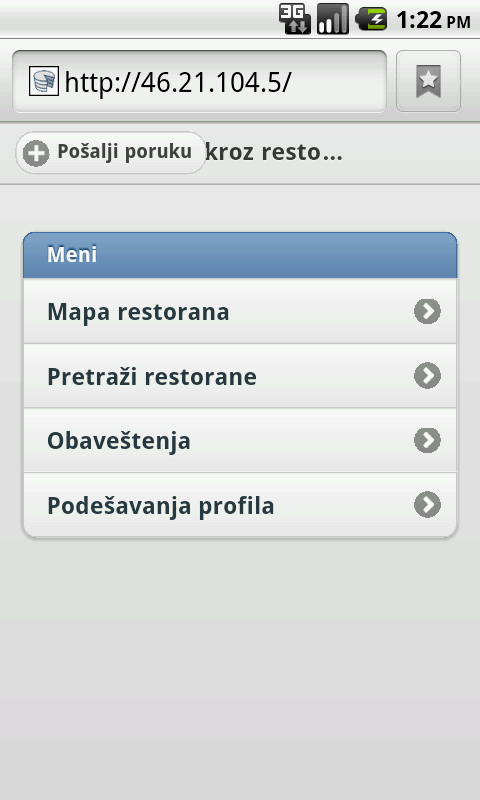 3G 1:22 PM
http://46.21.104.5/
Pošalji poruku kroz resto...
Meni
Mapa restorana
Pretraži restorane
Obaveštenja
Podešavanja profila